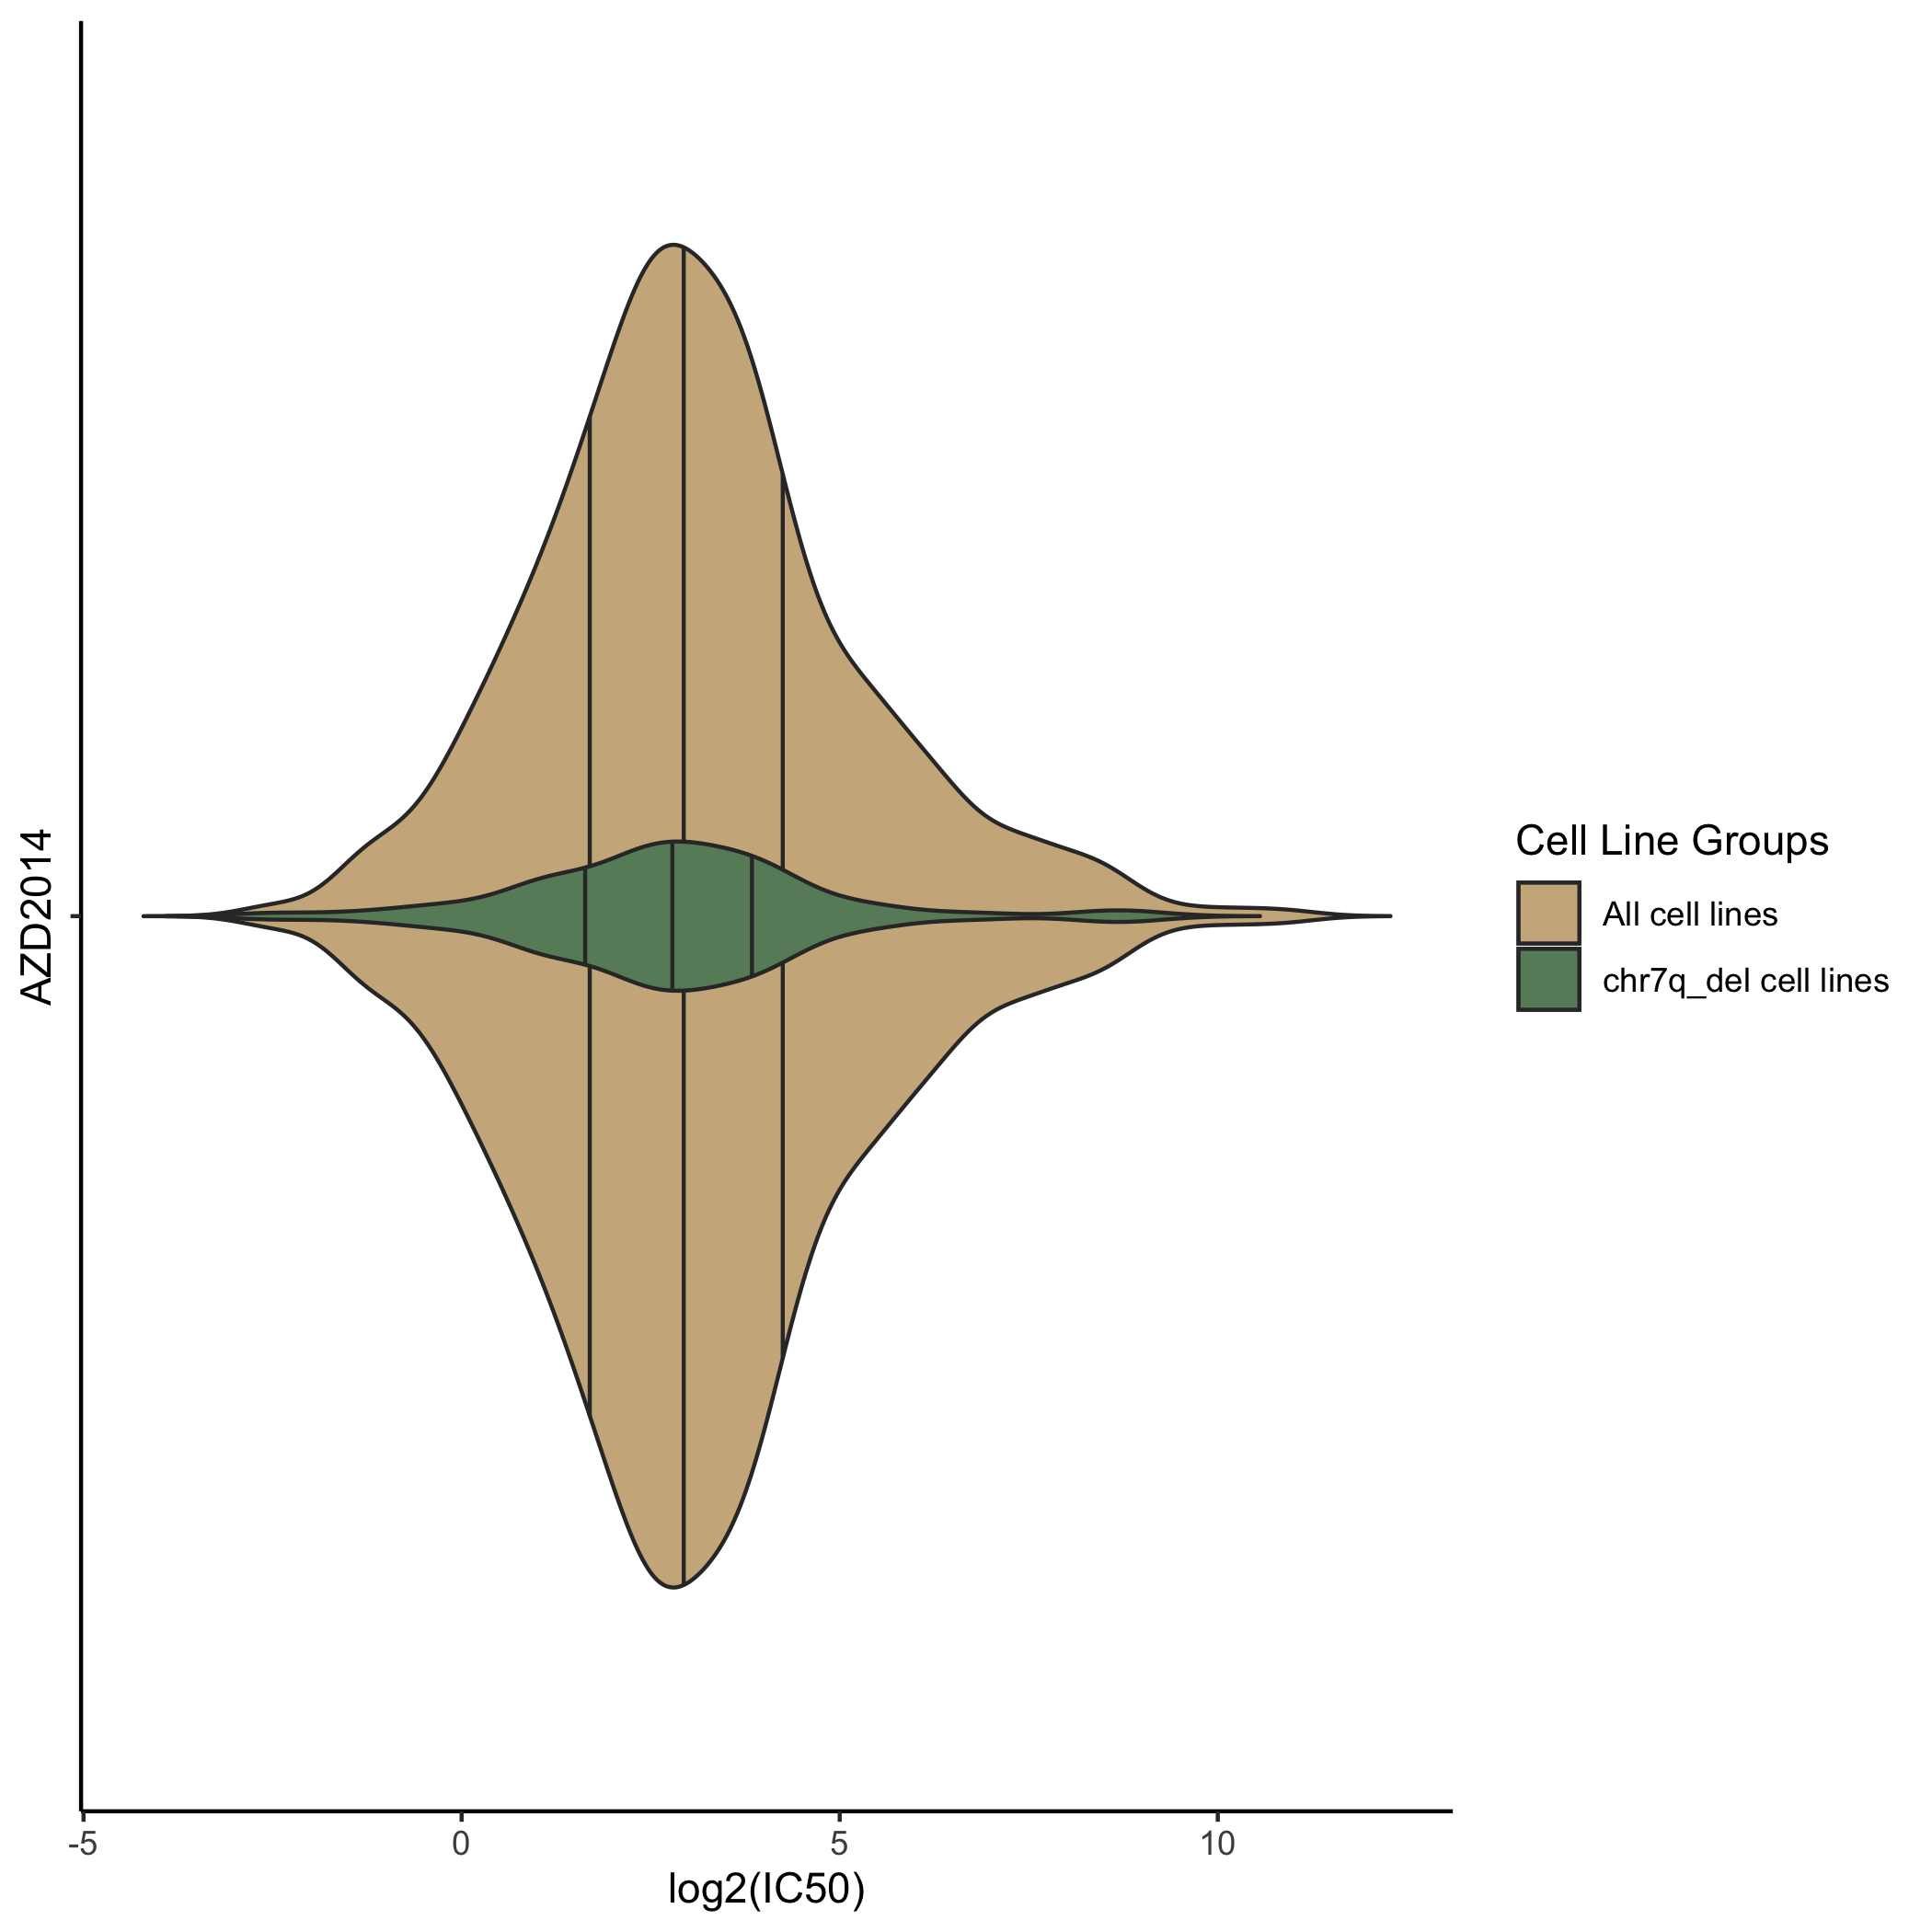 AZD2014
-5
0
5
10
log2(IC50)
Cell Line Groups
All cell lines
chr7q_del cell lines